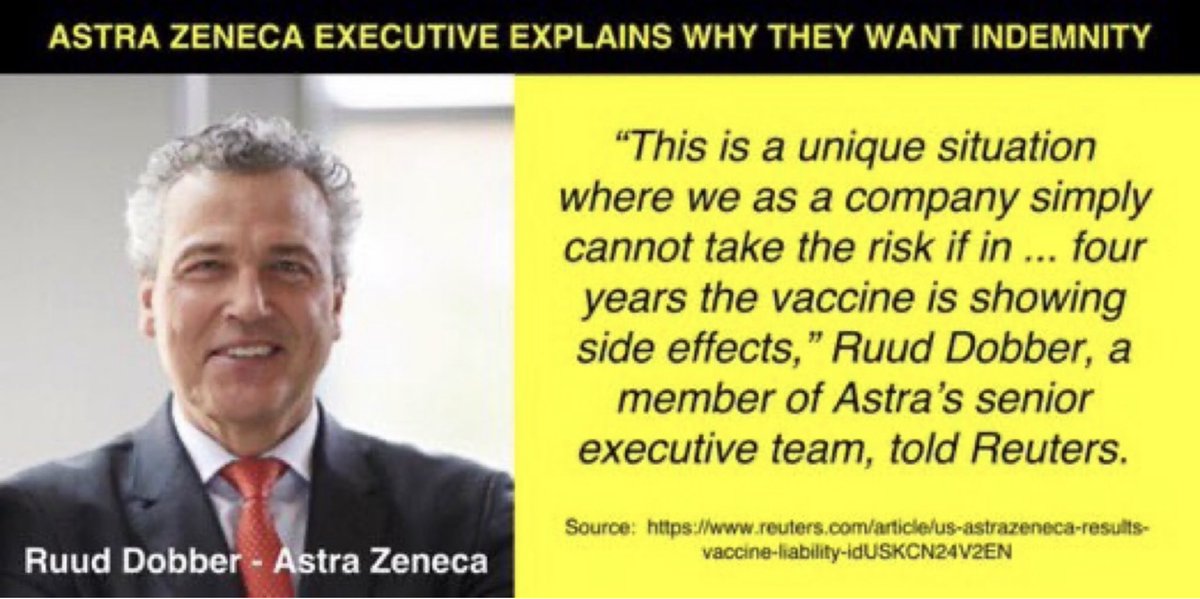 ASTRA ZENECA EXECUTIVE EXPLAINS WHY THEY WANT INDEMNITY
“This is a unique situation
where we as a company simply
cannot take the risk if in ... four
years the vaccine is showing
side effects,” Ruud Dobber, a
member of Astra’s senior
executive team, told Reuters.
Source: https://www.reuters.com/article/us-astrazeneca-results-
vaccine-liability-idUSKCN24V2EN
Ruud Dobber - Astra Zeneca